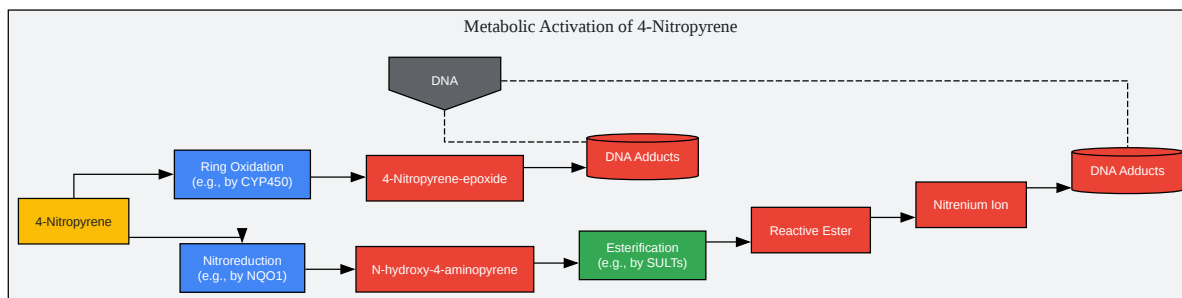 Metabolic Activation of 4-Nitropyrene
DNA
Ring Oxidation
(e.g., by CYP450)
4-Nitropyrene-epoxide
DNA Adducts
4-Nitropyrene
Nitroreduction
(e.g., by NQO1)
N-hydroxy-4-aminopyrene
Esterification
(e.g., by SULTs)
Reactive Ester
Nitrenium Ion
DNA Adducts